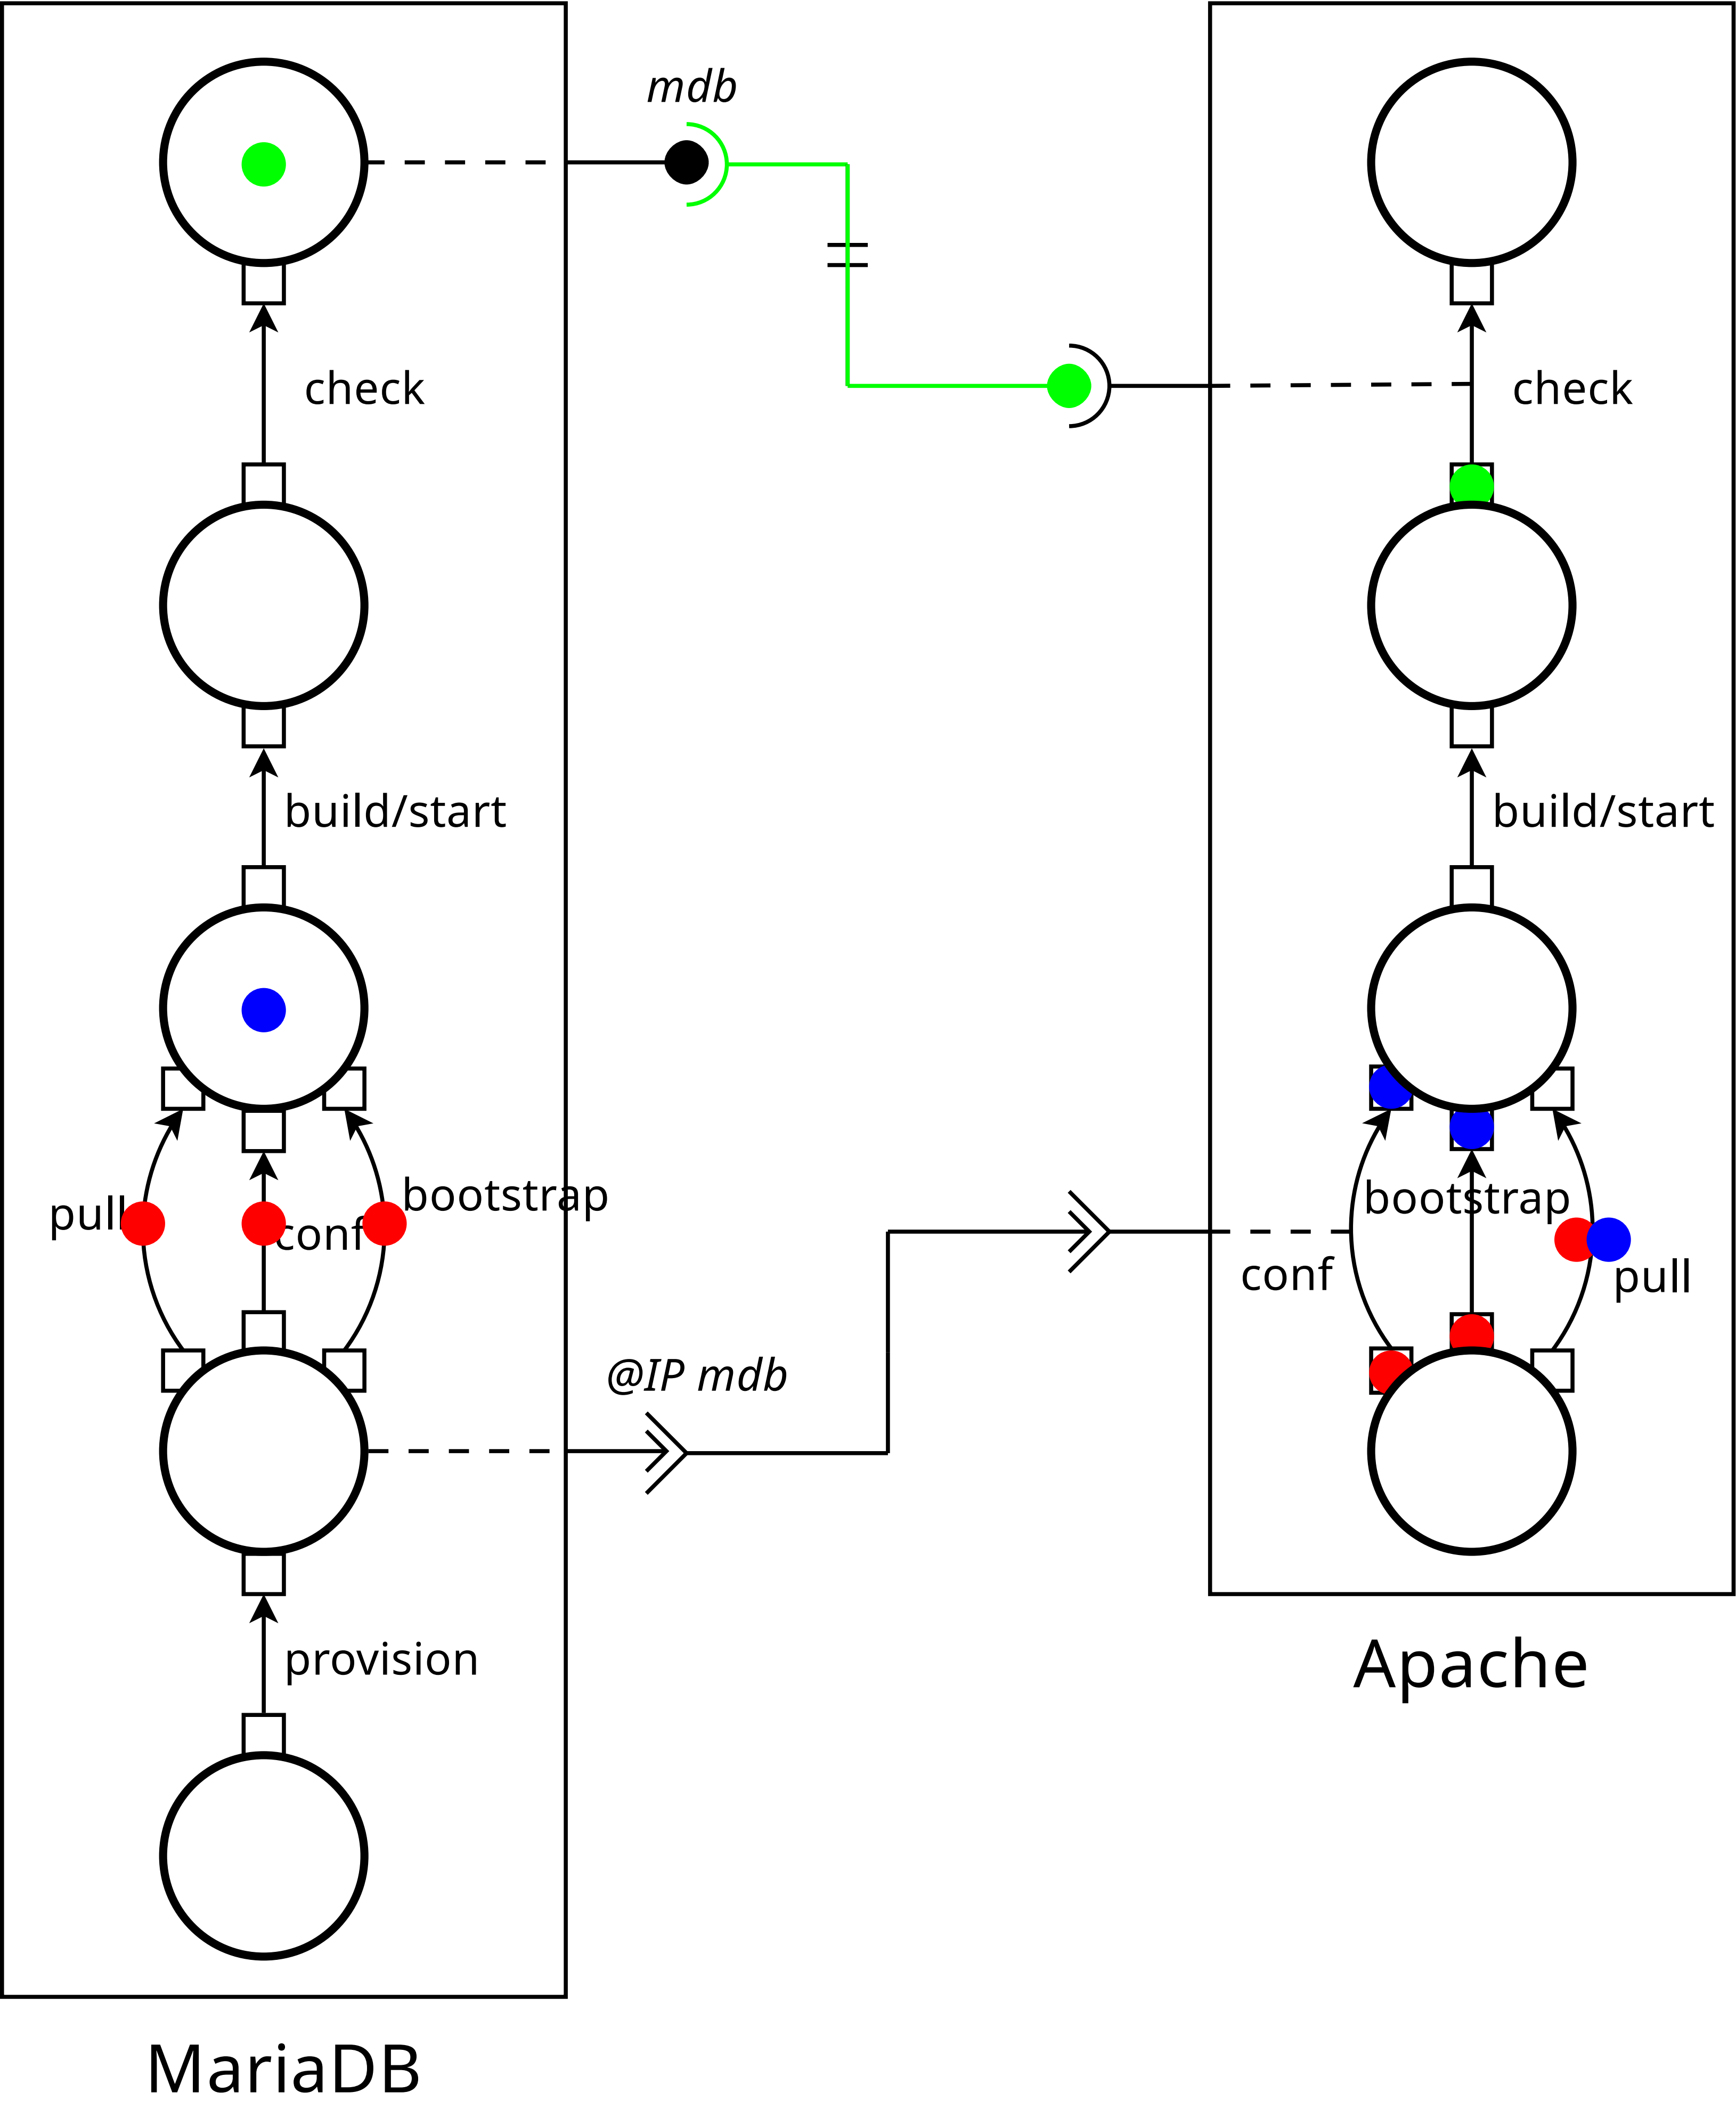 mdb
check
check
build/start
build/start
pull
conf
bootstrap
bootstrap
conf
pull
@IP mdb
provision
Apache
MariaDB